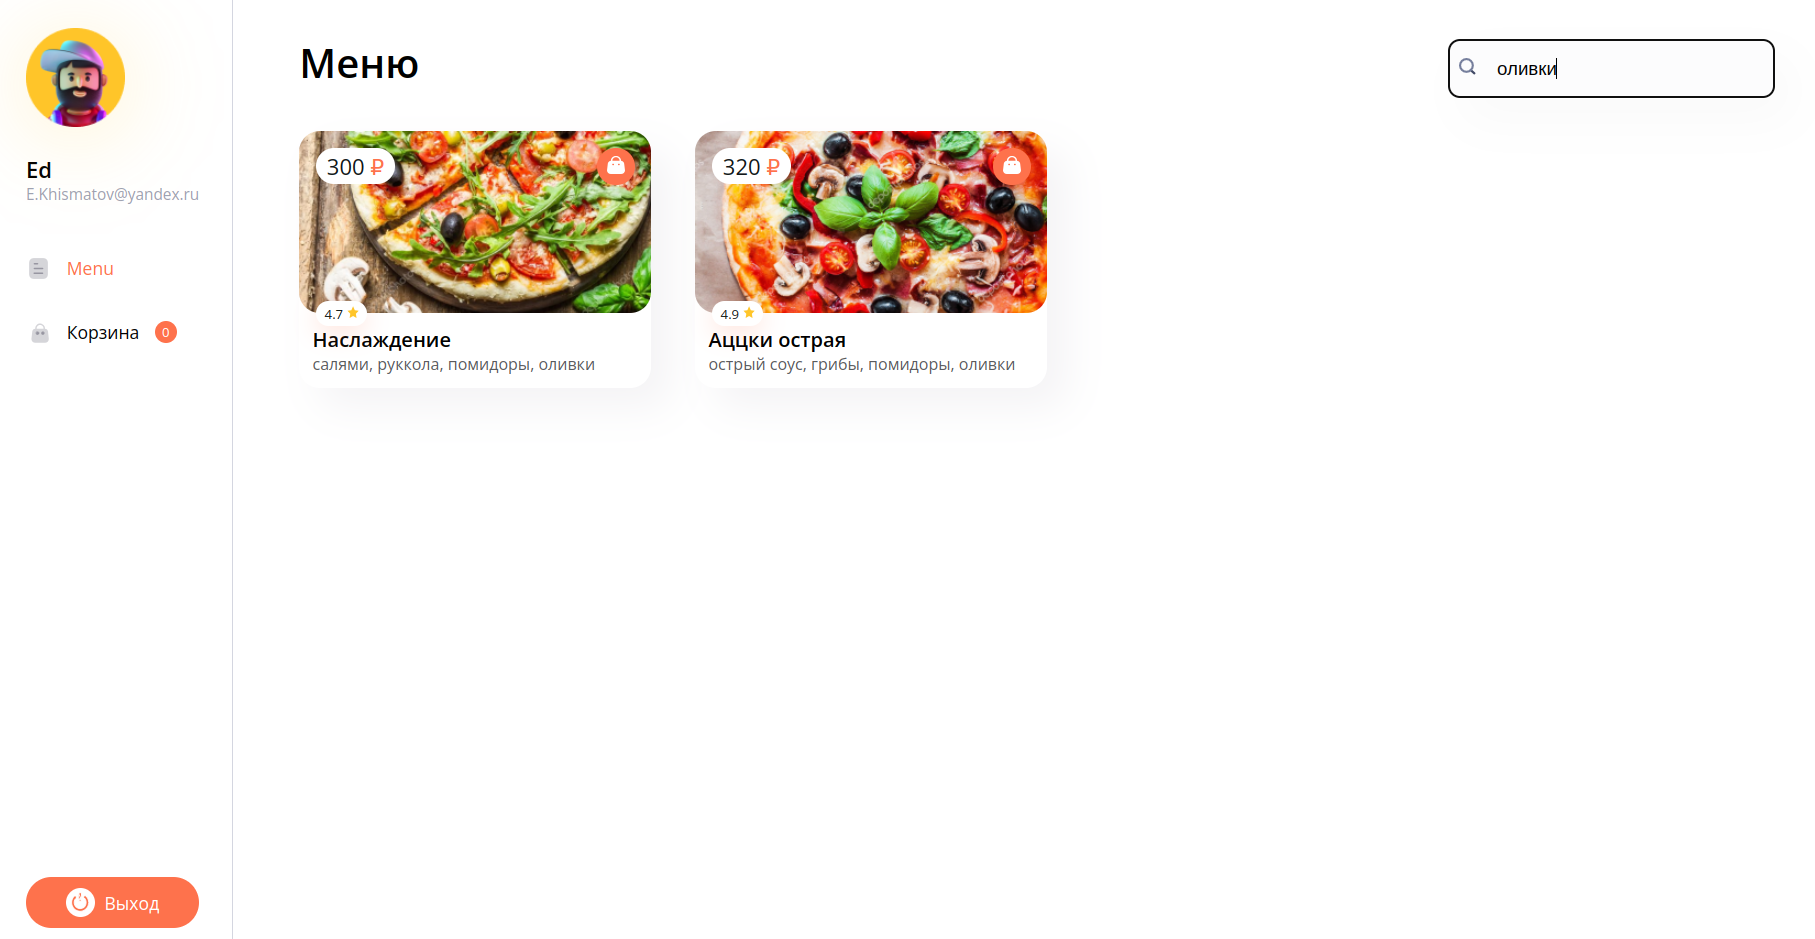 Ed
E.Khismatov@yandex.ru
Menu
Корзина 0
Выход
Меню
оливки
300 ₽
4.7
Наслаждение
салями, руккола, помидоры, оливки
320 ₽
4.9
Аццки острая
острый соус, грибы, помидоры, оливки